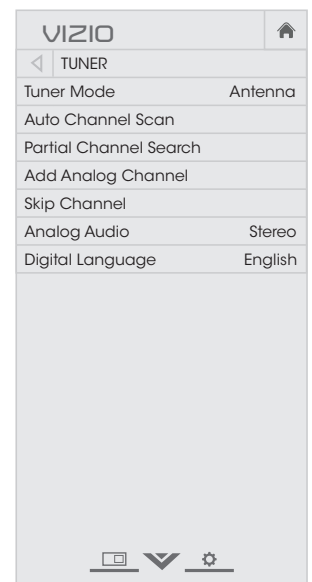 VIZIO
TUNER
Tuner Mode Antenna
Auto Channel Scan
Partial Channel Search
Add Analog Channel
Skip Channel
Analog Audio Stereo
Digital Language English